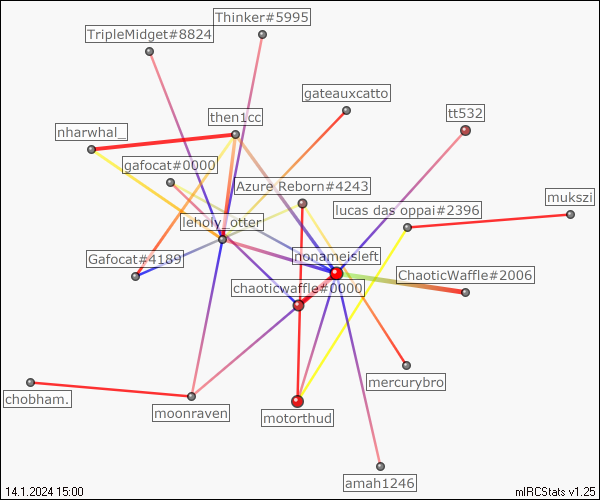 Thinker#5995
TripleMidget#8824
gateauxcatto
tt532
then1cc
nharwhal_
gafocat#0000
Azure Reborn#4243
mukszi
lucas das oppai#2396
leholy_otter
nonameisleft
Gafocat#4189
ChaoticWaffle#2006
chaoticwaffle#0000
mercurybro
chobham.
moonraven
motorthud
amah1246
14.1.2024 15:00
mIRCStats v1.25